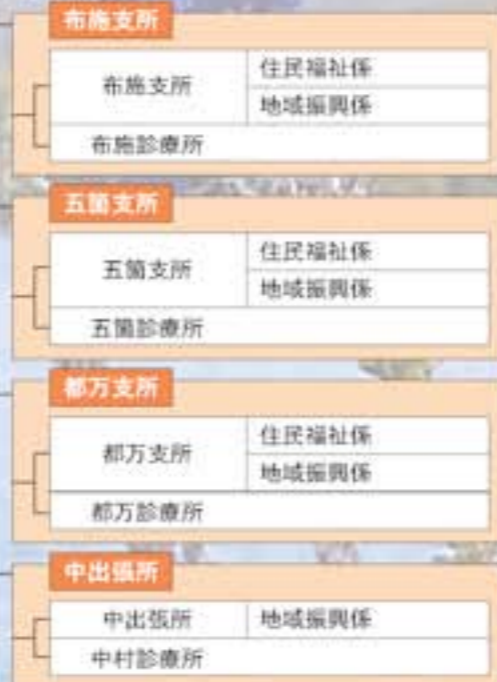 布施支所
布施支所
住民福祉係
地域振興係
布施診療所
五箇支所
五箇支所
住民福祉係
地域振興係
五箇診療所
都万支所
都万支所
住民福祉係
地域振興係
都万診療所
中出張所
中出張所
地域振興係
中村診療所